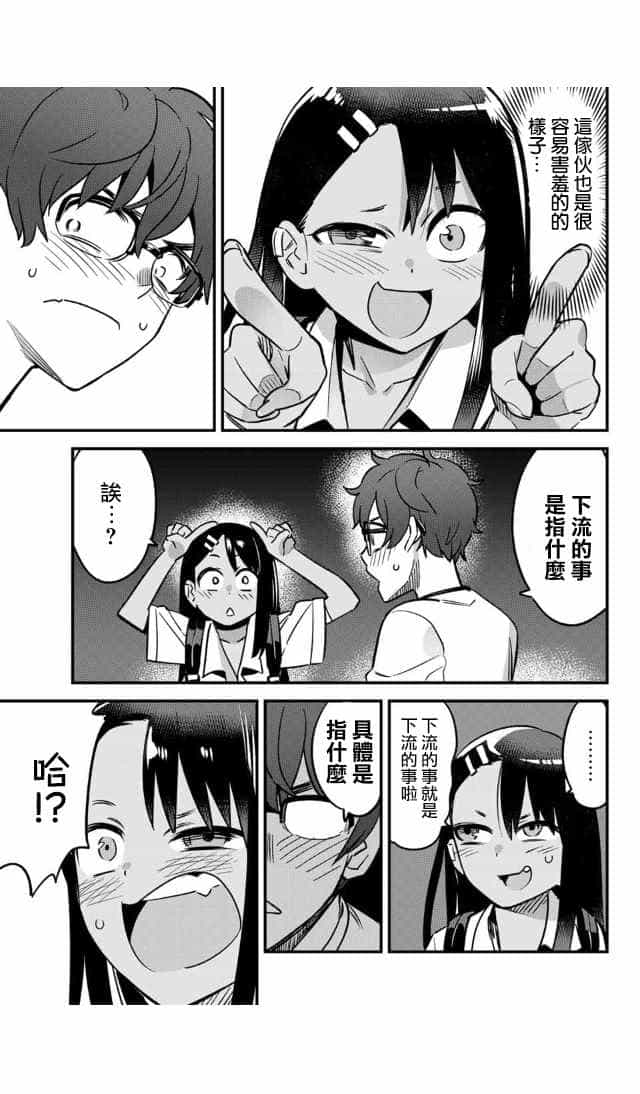 這傢伙也是很
容易害羞的的
樣子…
下流的事
是指什麼
誒…?
………
下流的事就是
下流的事啦
具體是
指什麼
哈!?